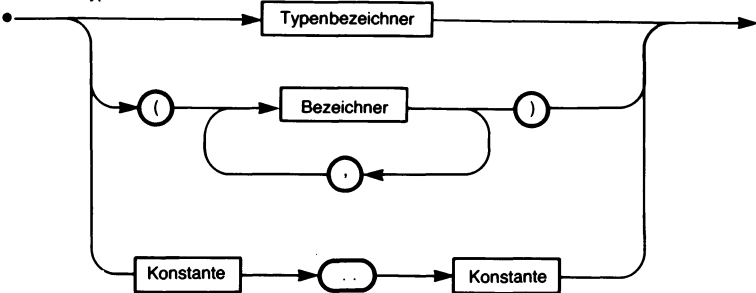 Typenbezeichner
( Bezeichner )
,
Konstante .. Konstante